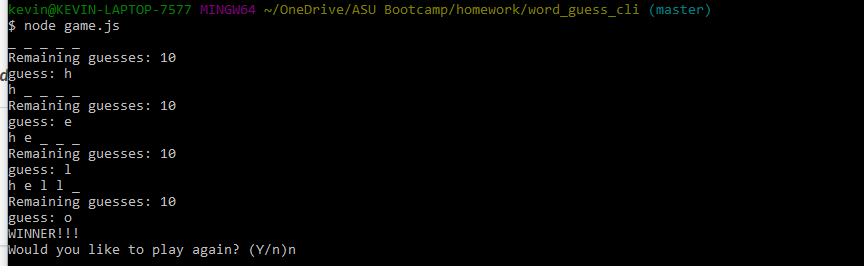 kevin@KEVIN-LAPTOP-7577 MINGW64 ~/OneDrive/ASU Bootcamp/homework/word_guess_cli (master)
$ node game.js
_ _ _ _ _
Remaining guesses: 10
guess: h
h _ _ _ _
Remaining guesses: 10
guess: e
h e _ _ _
Remaining guesses: 10
guess: l
h e l l _
Remaining guesses: 10
guess: o
WINNER!!!
Would you like to play again? (Y/n)n